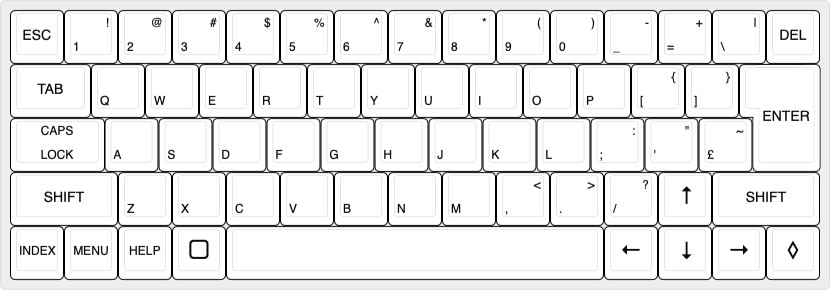 ESC ! 1 @ 2 # 3 $ 4 % 5 ^ 6 & 7 * 8 ( 9 ) 0 - _ + = | \ DEL
TAB Q W E R T Y U I O P { [ } ] ENTER
CAPS LOCK A S D F G H J K L : ; " ' ~ £
SHIFT Z X C V B N M < , > . ? / ↑ SHIFT
INDEX MENU HELP ▢ ← ↓ → ◊